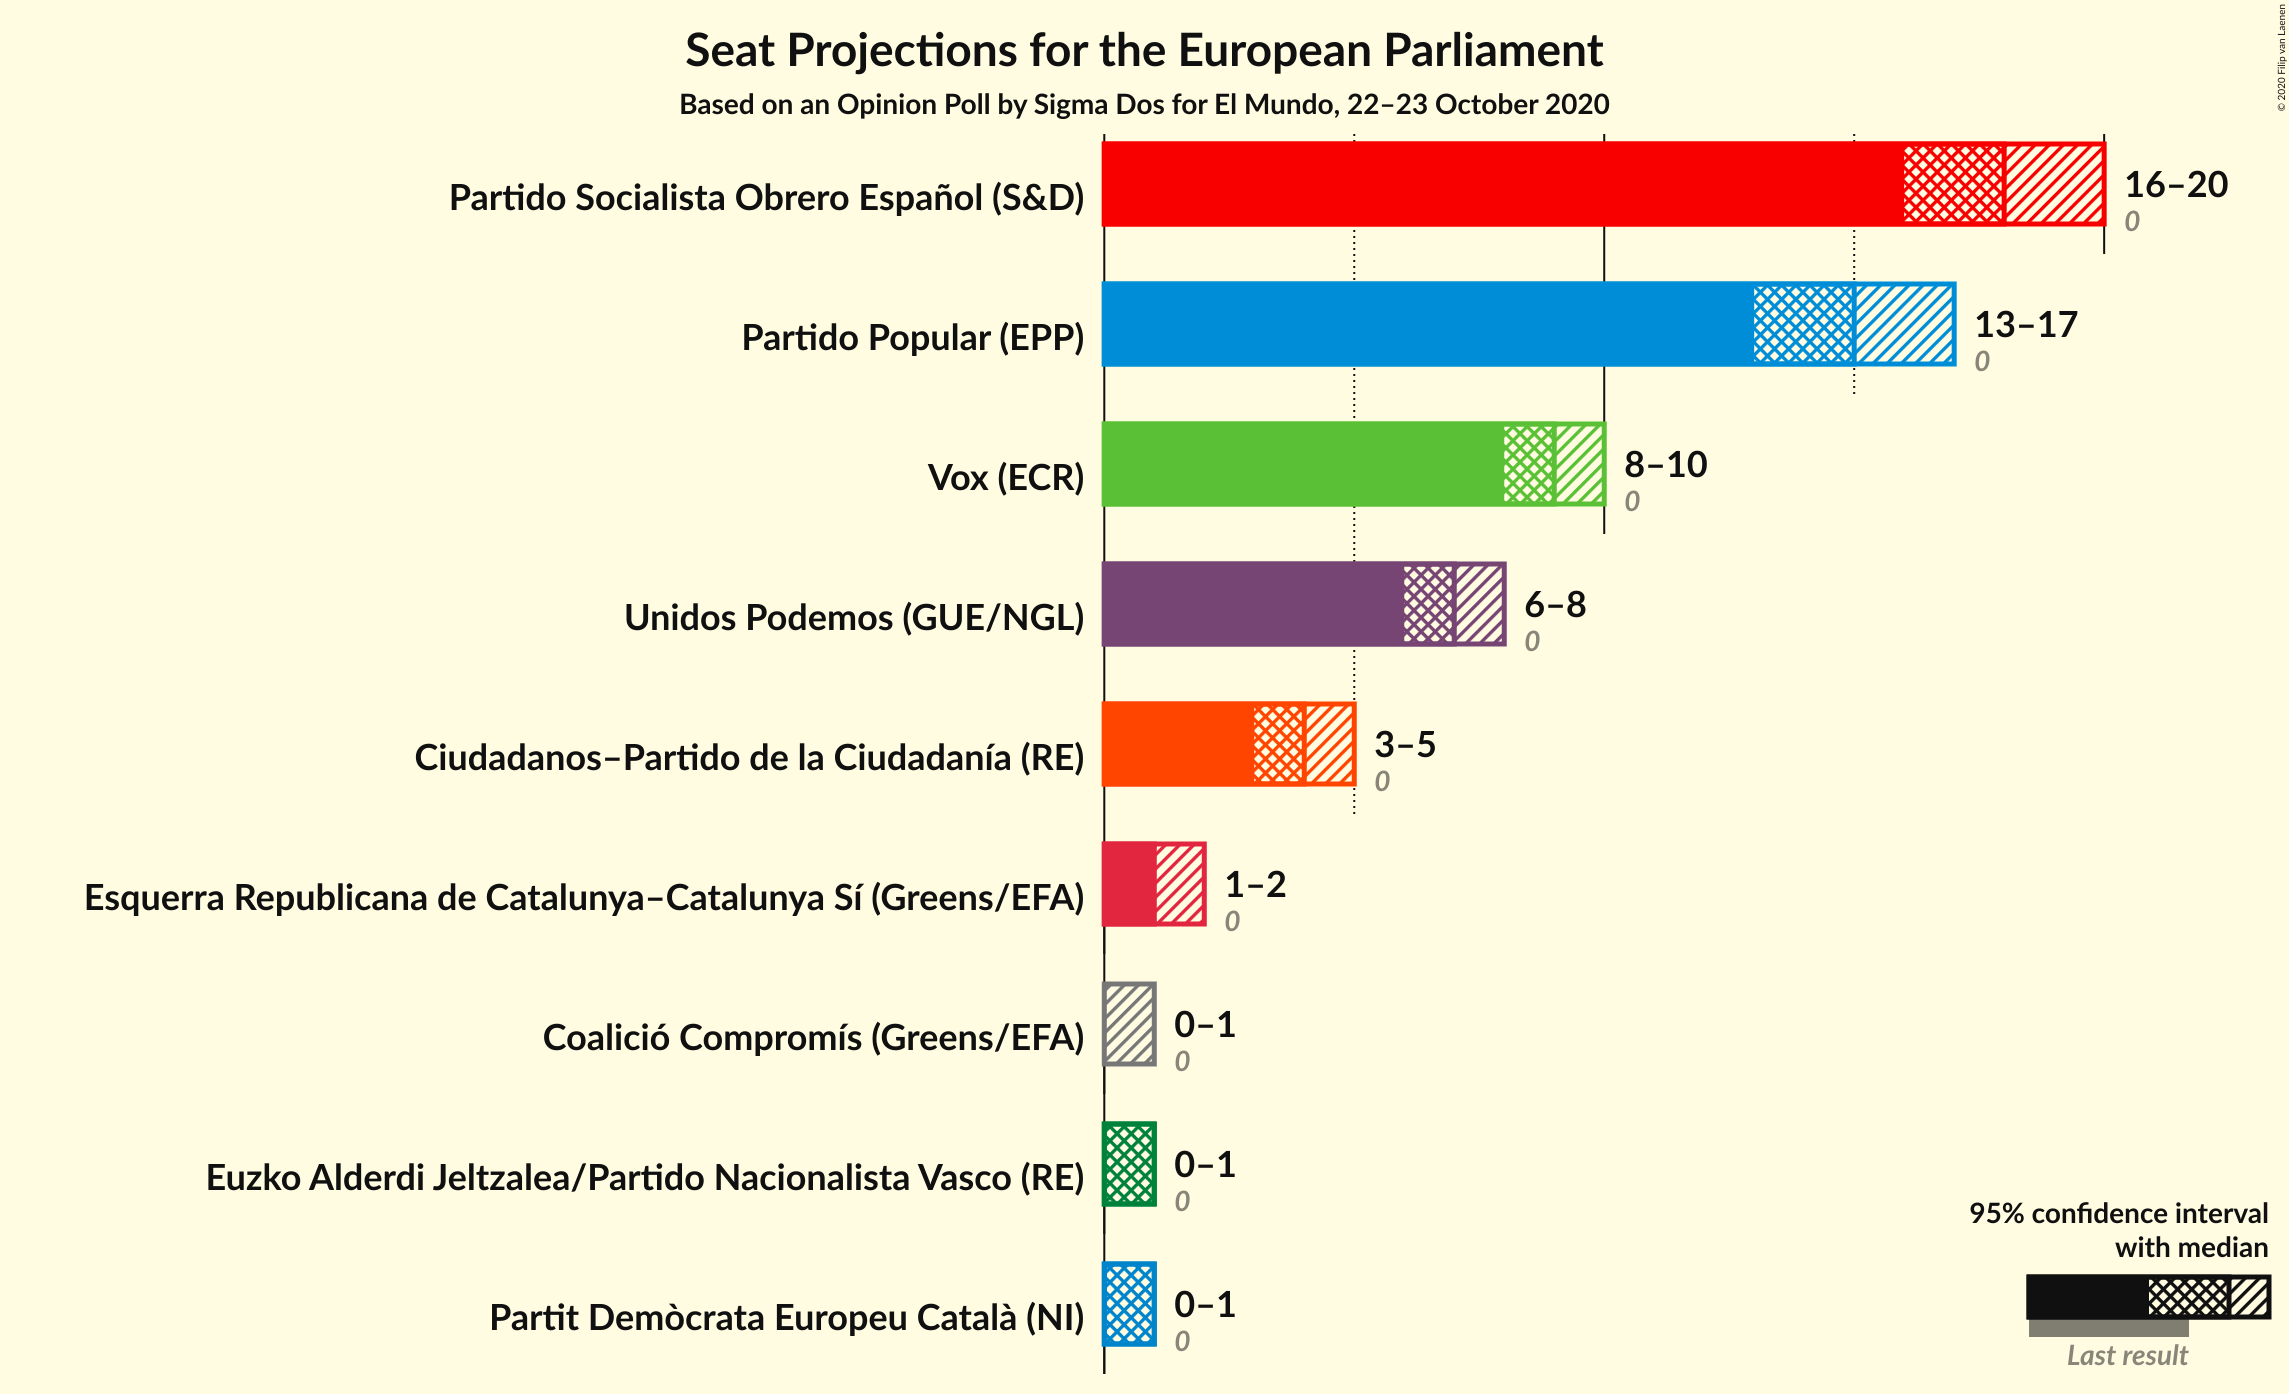 Seat Projections for the European Parliament
Based on an Opinion Poll by Sigma Dos for El Mundo, 22–23 October 2020
© 2020 Filip van Laenen
Partido Socialista Obrero Español (S&D)
16–20
0
Partido Popular (EPP)
13–17
0
Vox (ECR)
8–10
0
Unidos Podemos (GUE/NGL)
6–8
0
Ciudadanos–Partido de la Ciudadanía (RE)
3–5
0
Esquerra Republicana de Catalunya–Catalunya Sí (Greens/EFA)
1–2
0
Coalició Compromís (Greens/EFA)
0–1
0
Euzko Alderdi Jeltzalea/Partido Nacionalista Vasco (RE)
0–1
0
Partit Demòcrata Europeu Català (NI)
0–1
0
95% confidence interval
with median
Last result